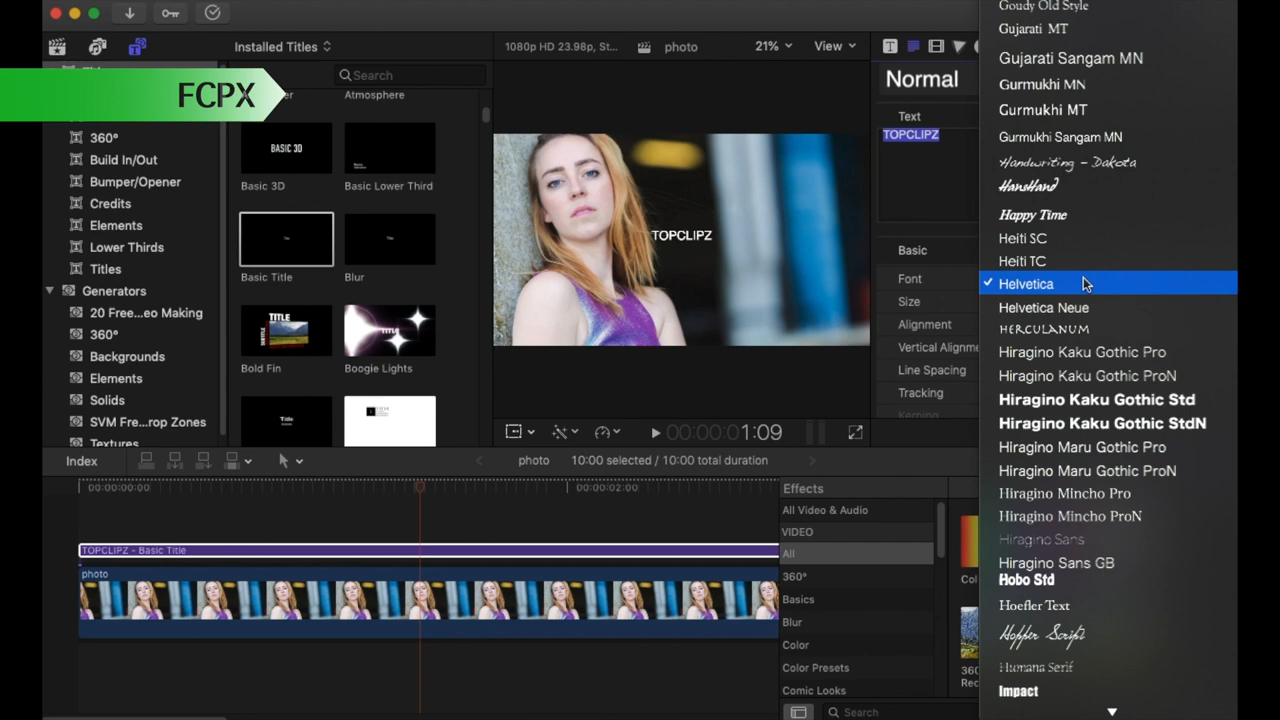 Installed Titles
1080p HD 23.98p, St...
photo
21%
View
Search
FCPX
Atmosphere
360°
Build In/Out
Bumper/Opener
Credits
Elements
Lower Thirds
Titles
Generators
20 Free...eo Making
360°
Backgrounds
Elements
Solids
SVM Fre...rop Zones
Textures
BASIC 3D
Basic 3D
Basic Lower Third
Basic Title
Blur
TITLE
Bold Fin
TITLE
Boogie Lights
Title
TOPCLIPZ
00:00:00:00 1:09
Normal
Text
TOPCLIPZ
Basic
Font
Size
Alignment
Vertical Alignme
Line Spacing
Tracking
Kerning
Goudy Old Style
Gujarati MT
Gujarati Sangam MN
Gurmukhi MN
Gurmukhi MT
Gurmukhi Sangam MN
Handwriting - Dakota
HansHand
Happy Time
Heiti SC
Heiti TC
Helvetica
Helvetica Neue
HERCULANUM
Hiragino Kaku Gothic Pro
Hiragino Kaku Gothic ProN
Hiragino Kaku Gothic Std
Hiragino Kaku Gothic StdN
Hiragino Maru Gothic Pro
Hiragino Maru Gothic ProN
Hiragino Mincho Pro
Hiragino Mincho ProN
Hiragino Sans
Hiragino Sans GB
Hobo Std
Hoefler Text
Hopper Script
Humana Serif
Impact
Index
photo
10:00 selected / 10:00 total duration
00:00:00:00
00:00:02:00
TOPCLIPZ - Basic Title
photo
Effects
All Video & Audio
VIDEO
All
360°
Basics
Blur
Color
Color Presets
Comic Looks
Col
360
Rec
Search